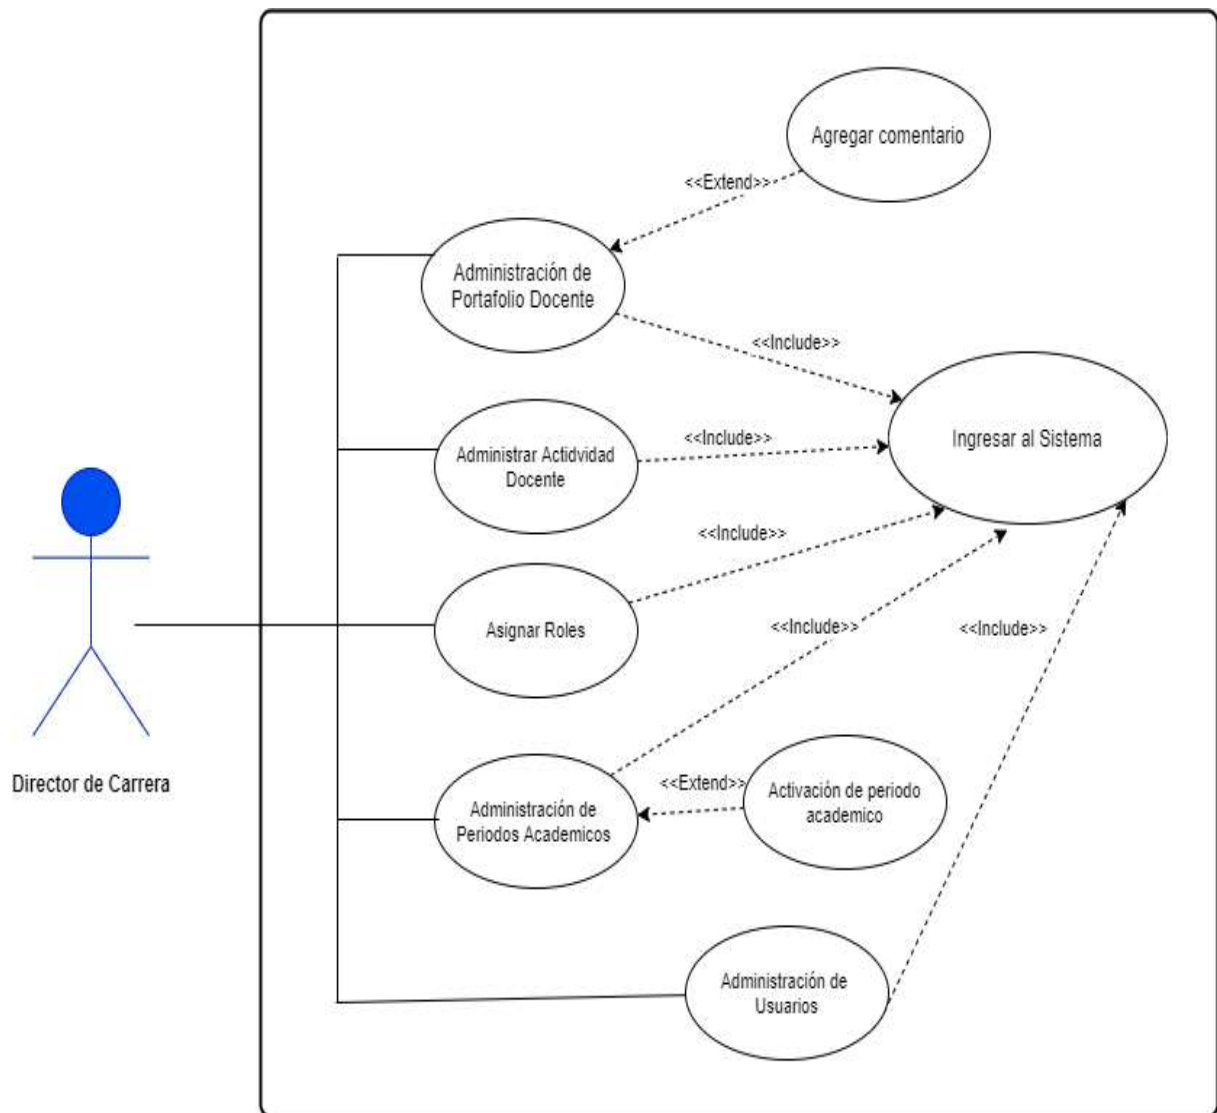 Agregar comentario
<<Extend>>
Administración de
Portafolio Docente
<<Include>>
Ingresar al Sistema
<<Include>>
Administrar Actidvidad
Docente
<<Include>>
Asignar Roles
<<Include>>
<<Include>>
Director de Carrera
<<Extend>>
Activación de periodo
academico
Administración de
Periodos Academicos
Administración de
Usuarios